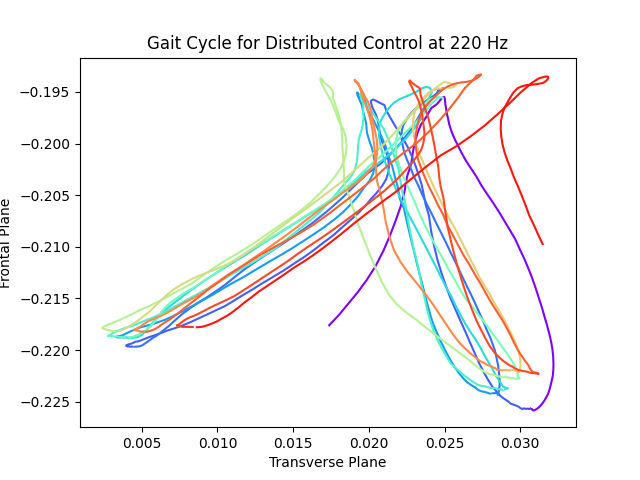 Gait Cycle for Distributed Control at 220 Hz
−0.195
−0.200
−0.205
−0.210
−0.215
−0.220
−0.225
Frontal Plane
0.005 0.010 0.015 0.020 0.025 0.030
Transverse Plane